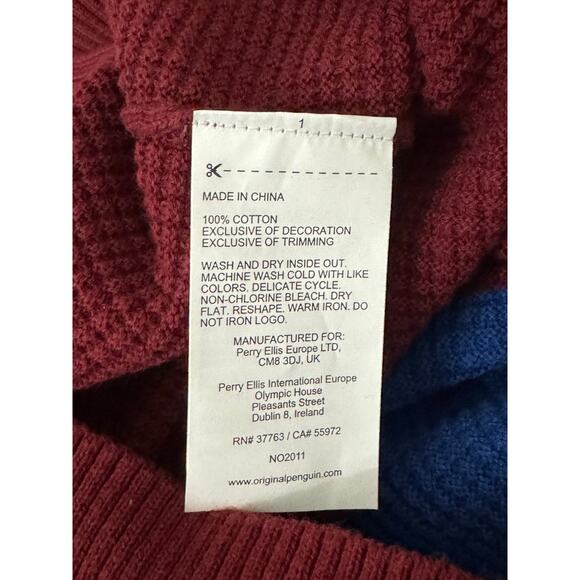 1
MADE IN CHINA
100% COTTON
EXCLUSIVE OF DECORATION
EXCLUSIVE OF TRIMMING
WASH AND DRY INSIDE OUT.
MACHINE WASH COLD WITH LIKE
COLORS. DELICATE CYCLE.
NON-CHLORINE BLEACH. DRY
FLAT. RESHAPE. WARM IRON. DO
NOT IRON LOGO.
MANUFACTURED FOR:
Perry Ellis Europe LTD,
CM8 3DJ, UK
Perry Ellis International Europe
Olympic House
Pleasants Street
Dublin 8, Ireland
RN# 37763 / CA# 55972
NO2011
www.originalpenguin.com